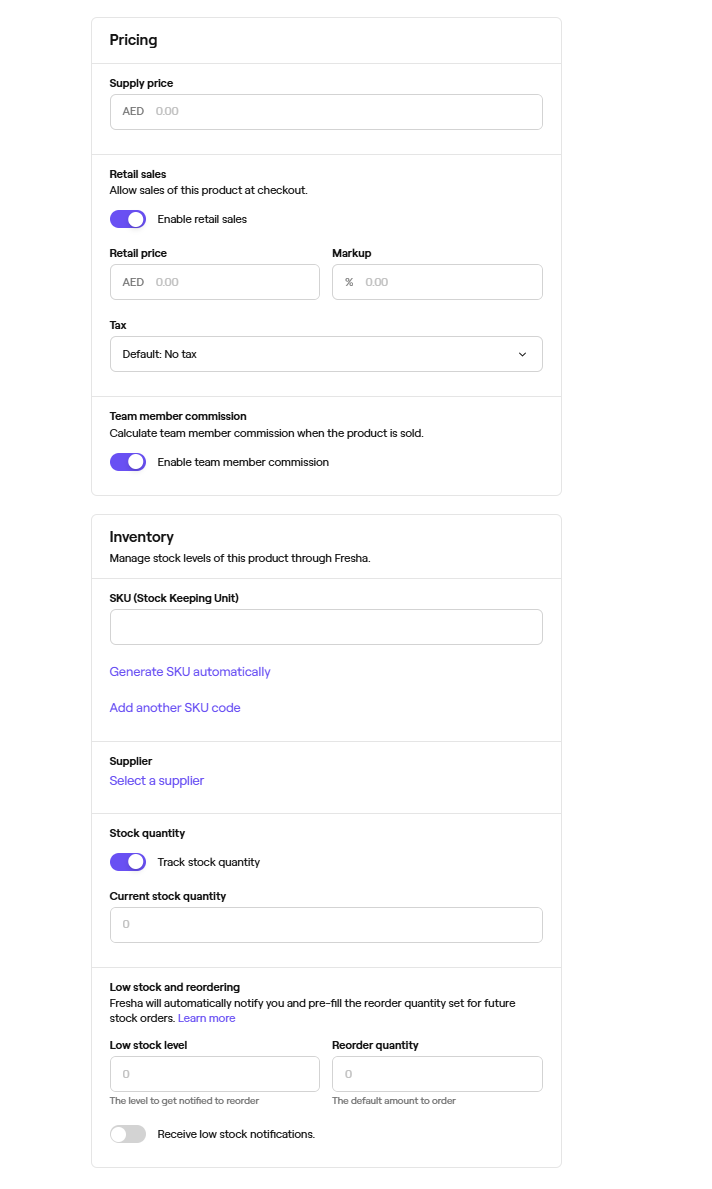 Pricing
Supply price
AED 0.00
Retail sales
Allow sales of this product at checkout.
Enable retail sales
Retail price Markup
AED 0.00 % 0.00
Tax
Default: No tax
Team member commission
Calculate team member commission when the product is sold.
Enable team member commission
Inventory
Manage stock levels of this product through Fresha.
SKU (Stock Keeping Unit)
Generate SKU automatically
Add another SKU code
Supplier
Select a supplier
Stock quantity
Track stock quantity
Current stock quantity
0
Low stock and reordering
Fresha will automatically notify you and pre-fill the reorder quantity set for future
stock orders. Learn more
Low stock level Reorder quantity
0 0
The level to get notified to reorder The default amount to order
Receive low stock notifications.